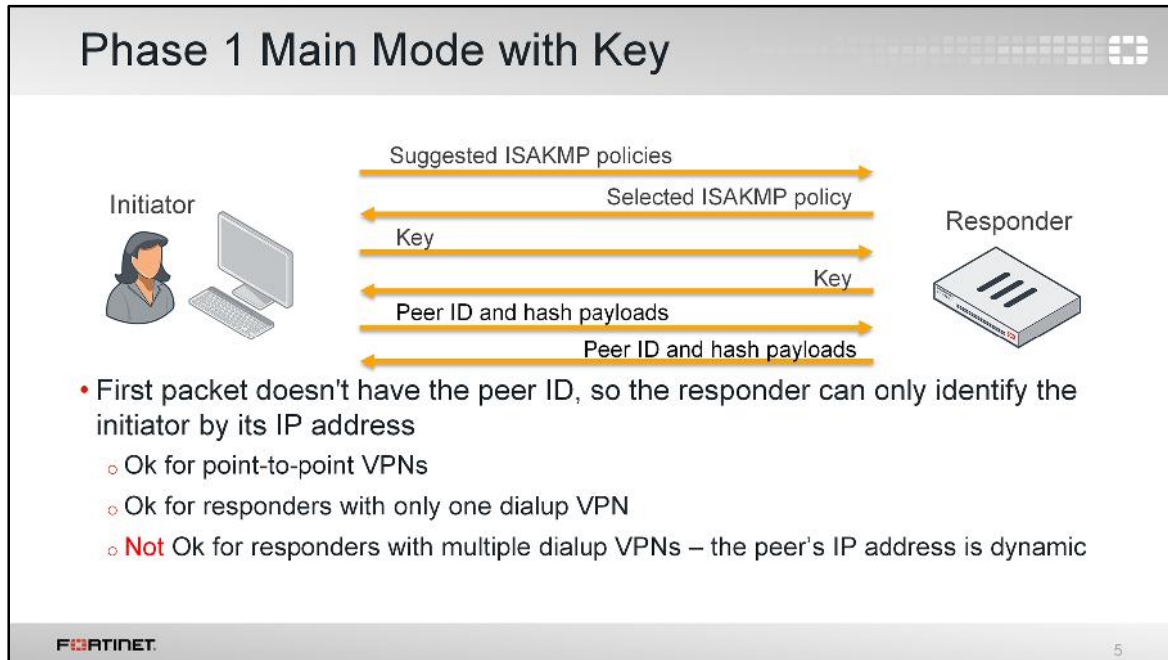 Phase 1 Main Mode with Key
Suggested ISAKMP policies
Initiator
Selected ISAKMP policy
Responder
Key
Key
Peer ID and hash payloads
Peer ID and hash payloads
• First packet doesn't have the peer ID, so the responder can only identify the
initiator by its IP address
o Ok for point-to-point VPNs
o Ok for responders with only one dialup VPN
o Not Ok for responders with multiple dialup VPNs – the peer's IP address is dynamic
FORTINET.
5